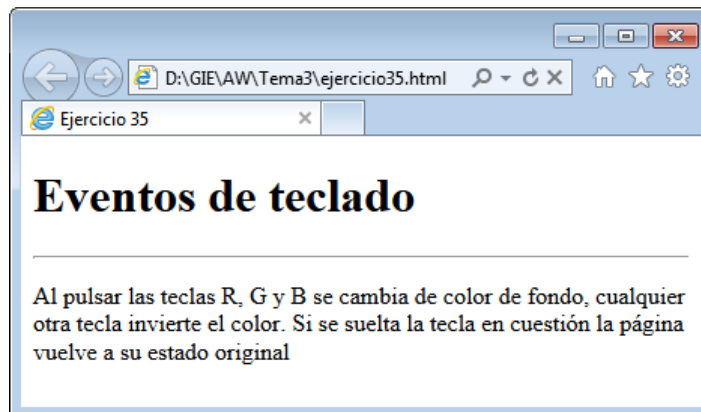 D:\GIE\AW\Tema3\ejercicio35.html
Ejercicio 35
Eventos de teclado
Al pulsar las teclas R, G y B se cambia de color de fondo, cualquier
otra tecla invierte el color. Si se suelta la tecla en cuestión la página
vuelve a su estado original